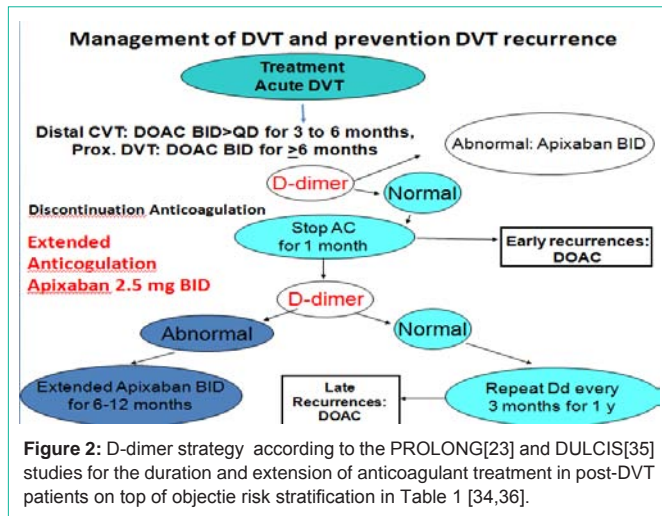 Management of DVT and prevention DVT recurrence
Treatment
Acute DVT
Distal CVT: DOAC BID>QD for 3 to 6 months,
Prox. DVT: DOAC BID for ≥6 months
Abnormal: Apixaban BID
D-dimer
Normal
Discontinuation Anticoagulation
Stop AC
for 1 month
Extended
Anticogulation
Apixaban 2.5 mg BID
Early recurrences:
DOAC
D-dimer
Abnormal
Normal
Extended Apixaban BID
for 6-12 months
Late
Recurrences:
DOAC
Repeat Dd every
3 months for 1 y
Figure 2: D-dimer strategy according to the PROLONG[23] and DULCIS[35]
studies for the duration and extension of anticoagulant treatment in post-DVT
patients on top of objectie risk stratification in Table 1 [34,36].